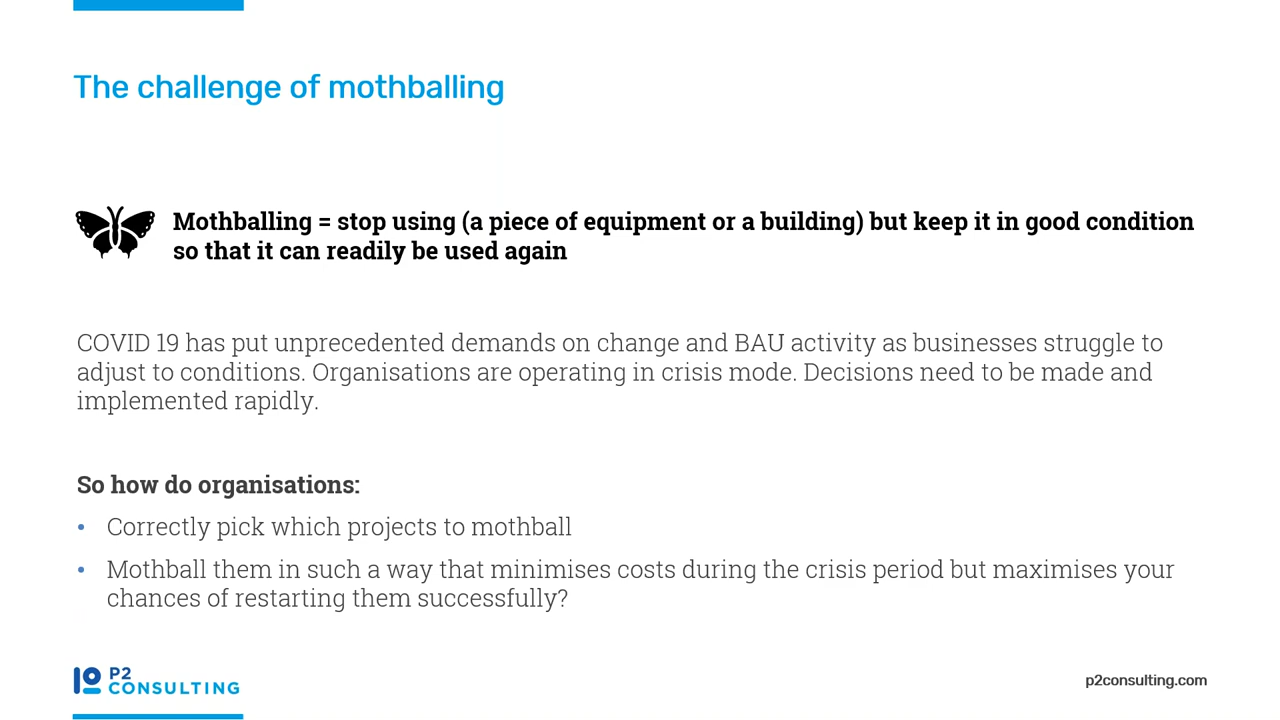 The challenge of mothballing
Mothballing = stop using (a piece of equipment or a building) but keep it in good condition
so that it can readily be used again
COVID 19 has put unprecedented demands on change and BAU activity as businesses struggle to
adjust to conditions. Organisations are operating in crisis mode. Decisions need to be made and
implemented rapidly.
So how do organisations:
• Correctly pick which projects to mothball
• Mothball them in such a way that minimises costs during the crisis period but maximises your
chances of restarting them successfully?
P2
CONSULTING
p2consulting.com